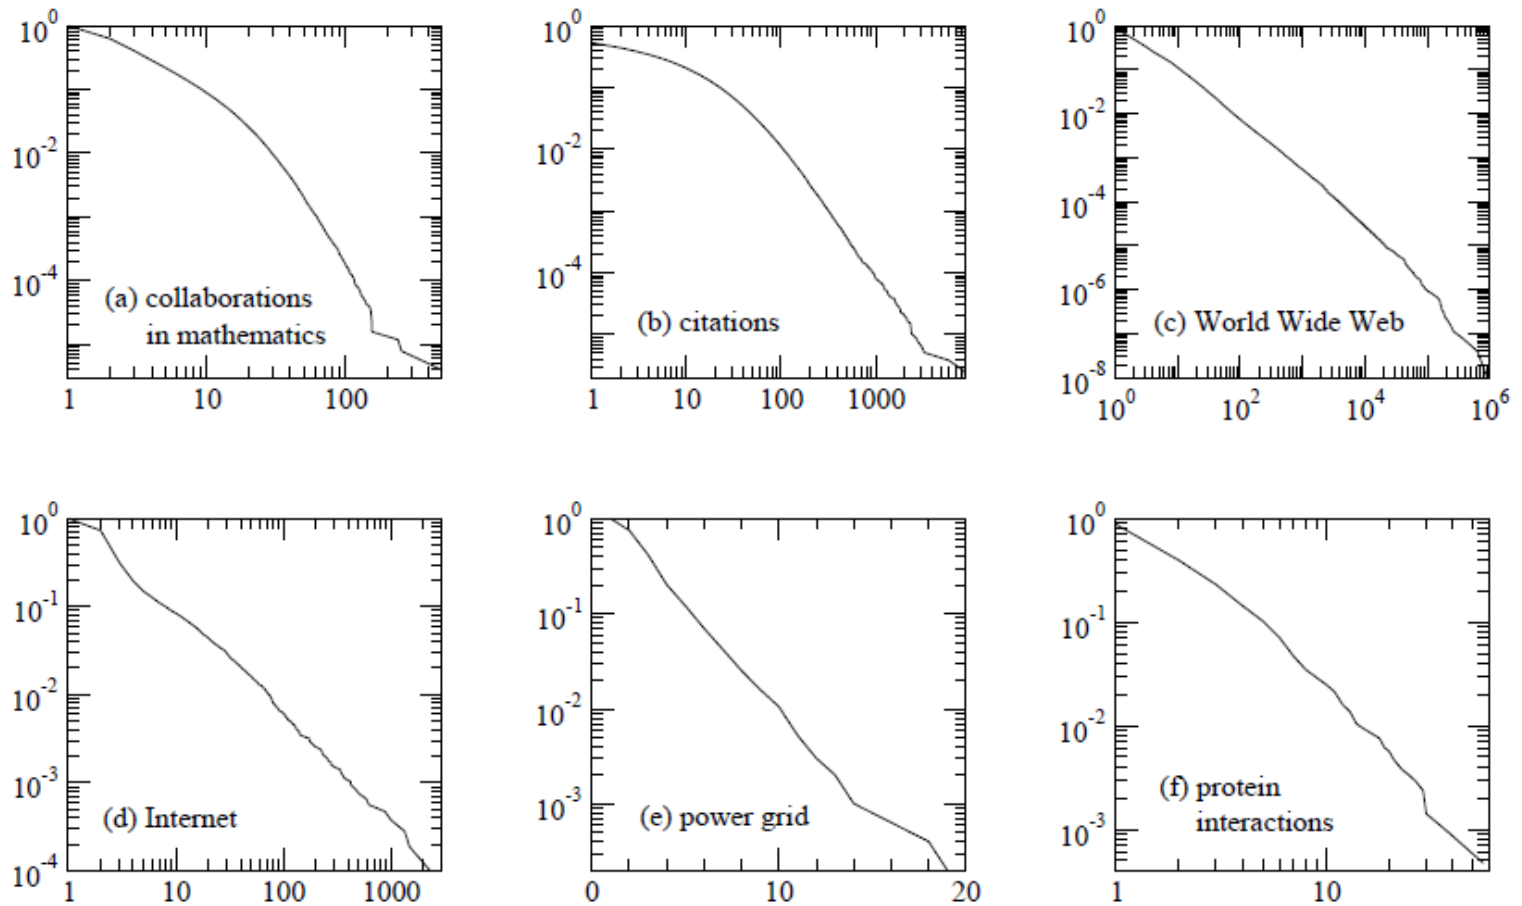 10^0
10^-2
10^-4
(a) collaborations
in mathematics
1 10 100
10^0
10^-2
10^-4
(b) citations
1 10 100 1000
10^0
10^-2
10^-4
10^-6
10^-8
(c) World Wide Web
10^0 10^2 10^4 10^6
10^0
10^-1
10^-2
10^-3
10^-4
(d) Internet
1 10 100 1000
10^0
10^-1
10^-2
10^-3
(e) power grid
0 10 20
10^0
10^-1
10^-2
10^-3
(f) protein
interactions
1 10